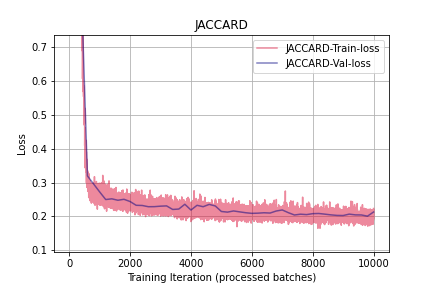 JACCARD
JACCARD-Train-loss
JACCARD-Val-loss
0.7
0.6
0.5
0.4
0.3
0.2
0.1
Loss
0
2000
4000
6000
8000
10000
Training Iteration (processed batches)